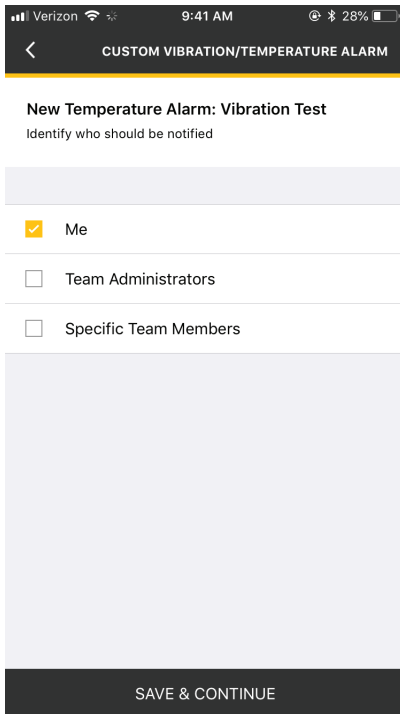 Verizon 9:41 AM 28%
CUSTOM VIBRATION/TEMPERATURE ALARM
New Temperature Alarm: Vibration Test
Identify who should be notified
Me
Team Administrators
Specific Team Members
SAVE & CONTINUE